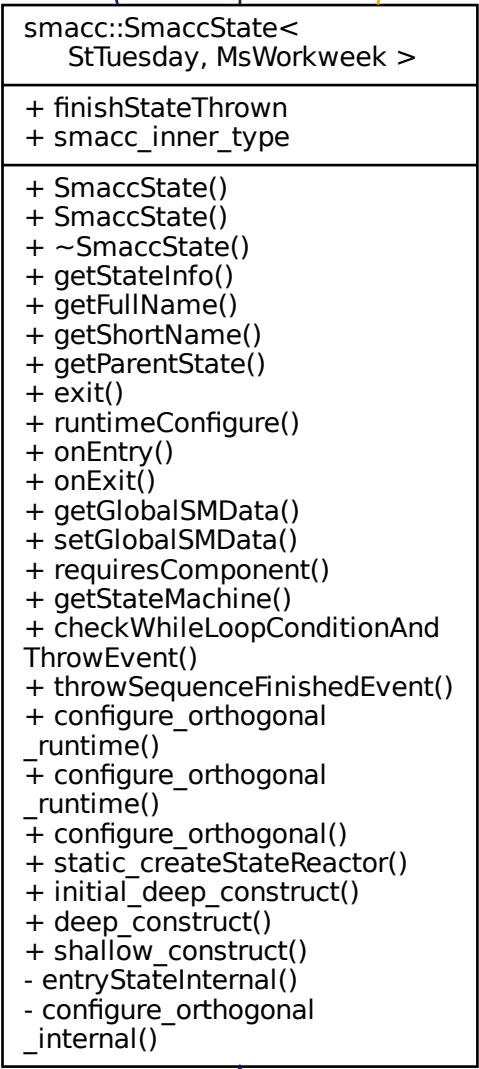 smacc::SmaccState<
StTuesday, MsWorkweek >
+ finishStateThrown
+ smacc_inner_type
+ SmaccState()
+ SmaccState()
+ ~SmaccState()
+ getStateInfo()
+ getFullName()
+ getShortName()
+ getParentState()
+ exit()
+ runtimeConfigure()
+ onEntry()
+ onExit()
+ getGlobalSMData()
+ setGlobalSMData()
+ requiresComponent()
+ getStateMachine()
+ checkWhileLoopConditionAnd
ThrowEvent()
+ throwSequenceFinishedEvent()
+ configure_orthogonal
_runtime()
+ configure_orthogonal
_runtime()
+ configure_orthogonal()
+ static_createStateReactor()
+ initial_deep_construct()
+ deep_construct()
+ shallow_construct()
- entryStateInternal()
- configure_orthogonal
_internal()